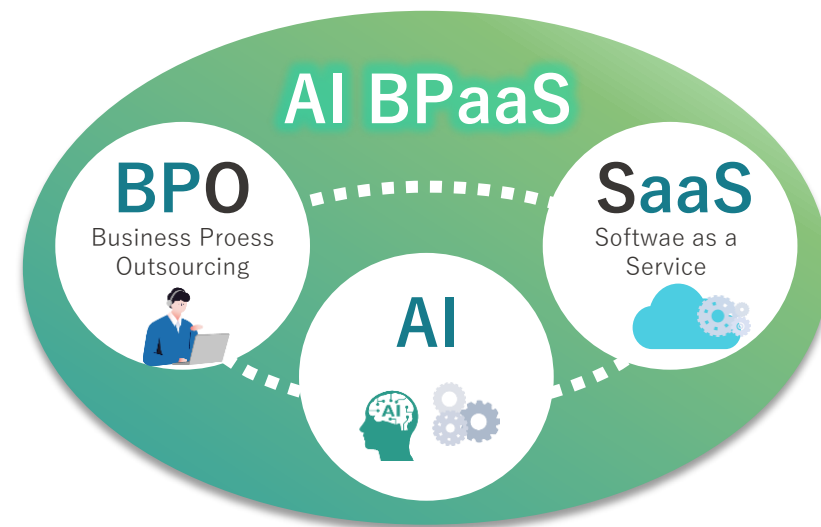 AI BPaaS
BPO
Business Proess
Outsourcing
SaaS
Softwae as a
Service
AI
AI